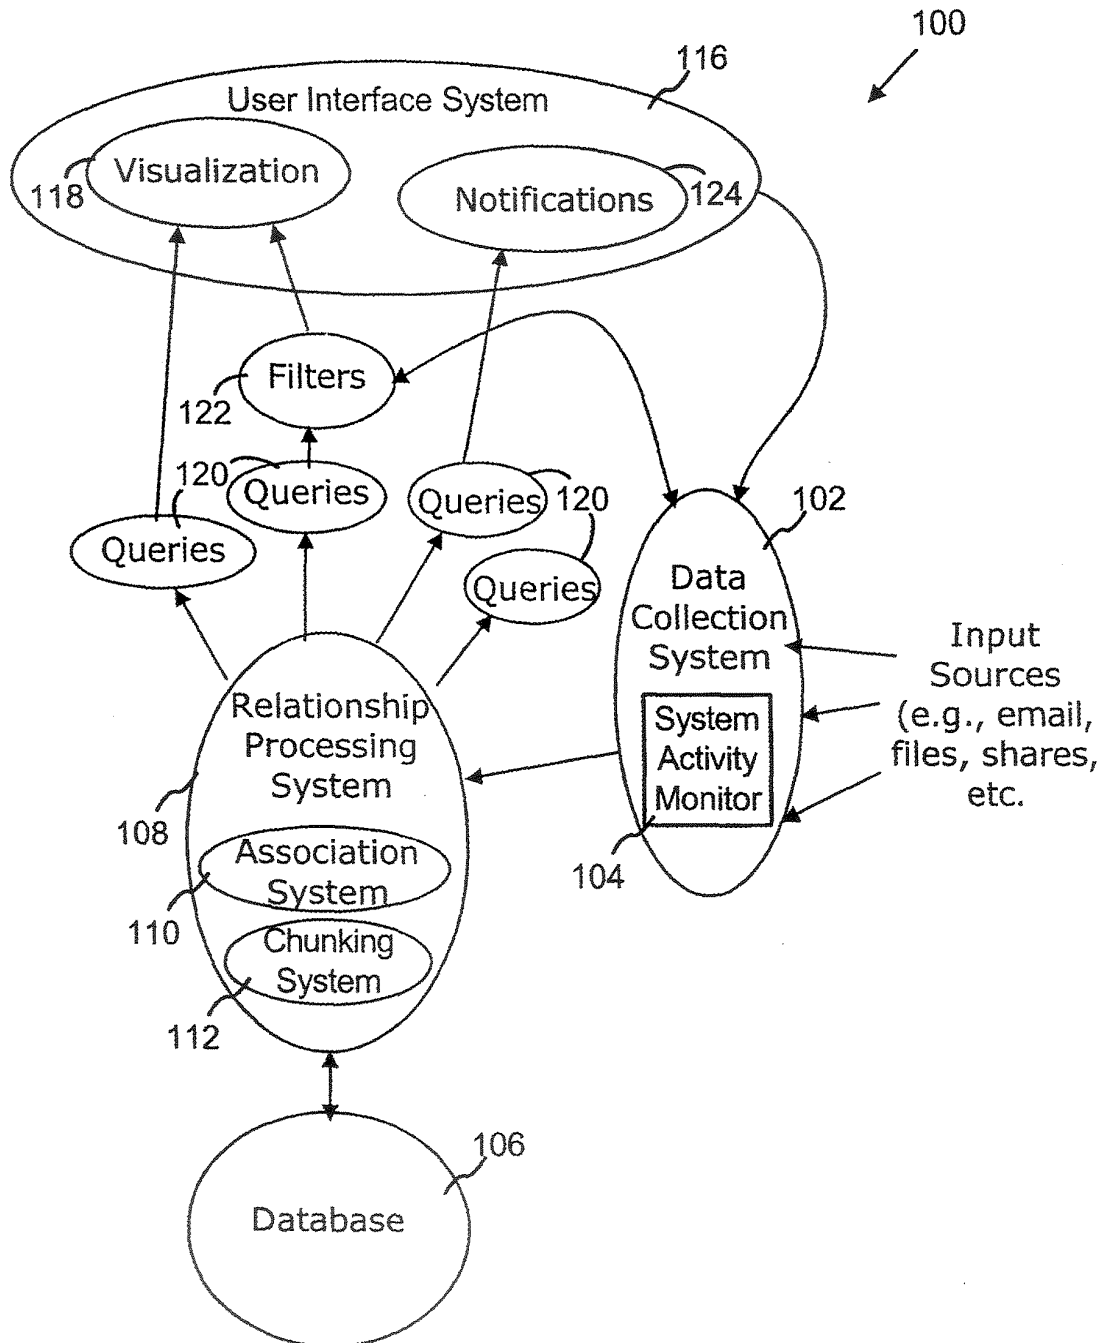 100
116
User Interface System
Visualization
118
Notifications
124
Filters
122
120
Queries
Queries
Queries
120
Queries
102
Data
Collection
System
System
Activity
Monitor
104
Input
Sources
(e.g., email,
files, shares,
etc.
Relationship
Processing
System
108
Association
System
110
Chunking
System
112
106
Database